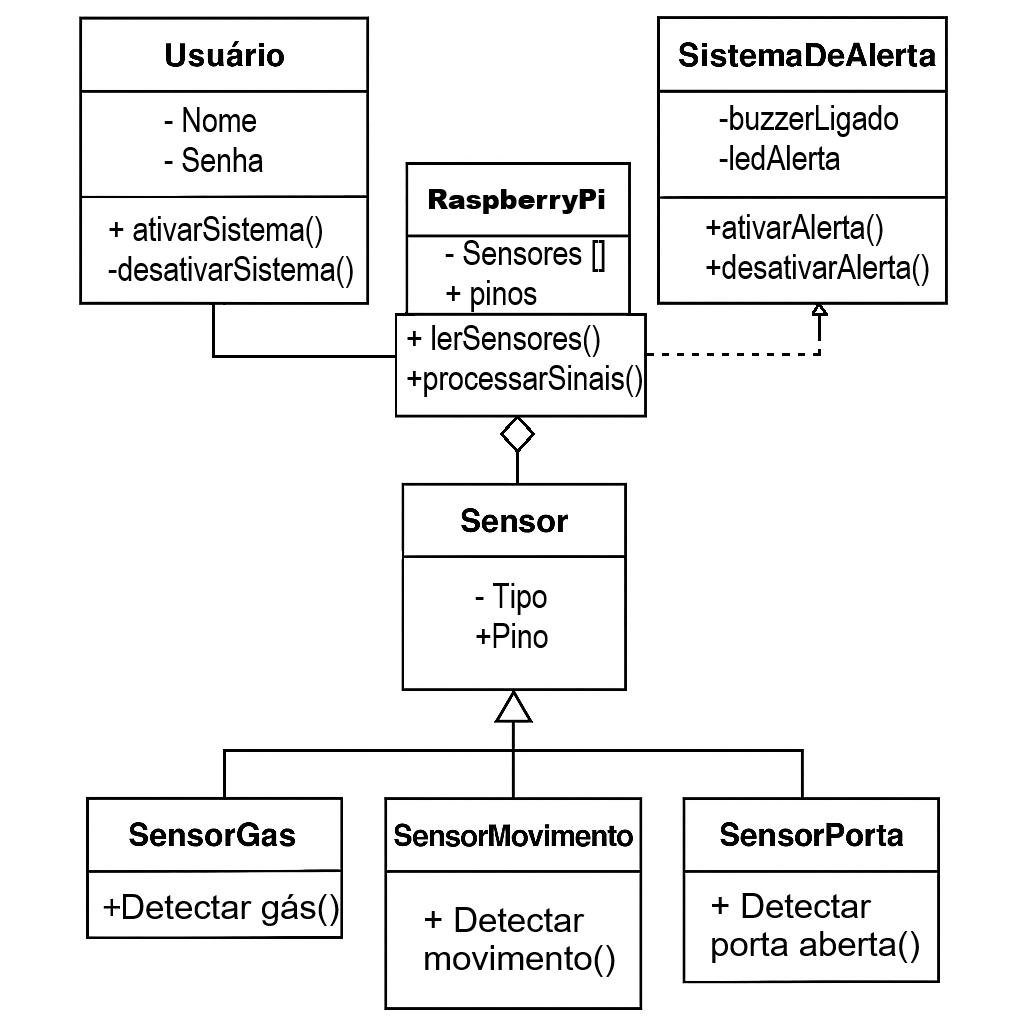 Usuário
- Nome
- Senha
+ ativarSistema()
-desativarSistema()
SistemaDeAlerta
-buzzerLigado
-ledAlerta
+ativarAlerta()
+desativarAlerta()
RaspberryPi
- Sensores []
+ pinos
+ lerSensores()
+processarSinais()
Sensor
- Tipo
+Pino
SensorGas
+Detectar gás()
SensorMovimento
+ Detectar
movimento()
SensorPorta
+ Detectar
porta aberta()